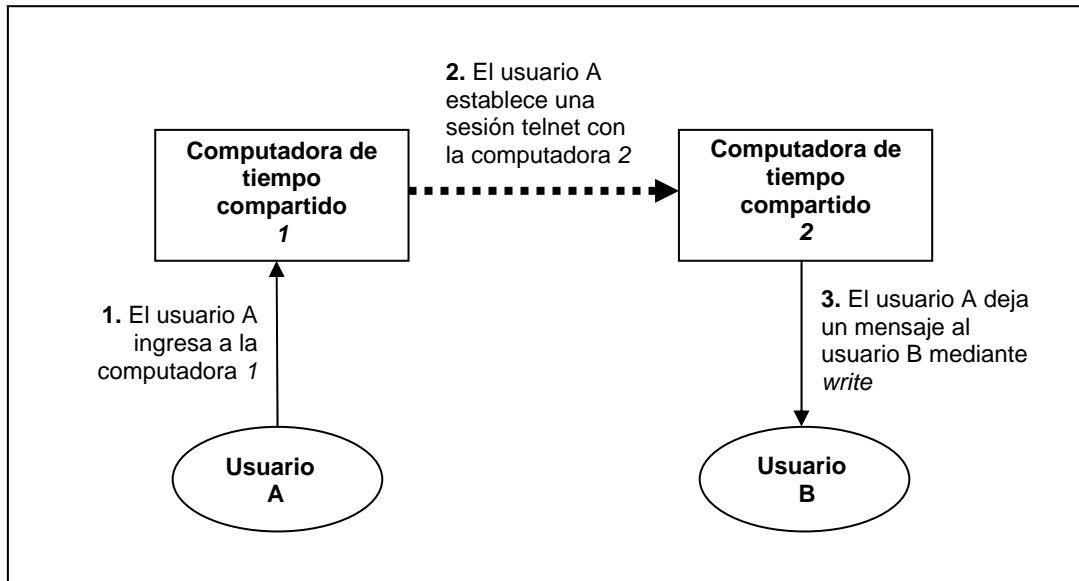 2. El usuario A
establece una
sesión telnet con
la computadora 2
Computadora de
tiempo
compartido
1
Computadora de
tiempo
compartido
2
1. El usuario A
ingresa a la
computadora 1
3. El usuario A deja
un mensaje al
usuario B mediante
write
Usuario
A
Usuario
B